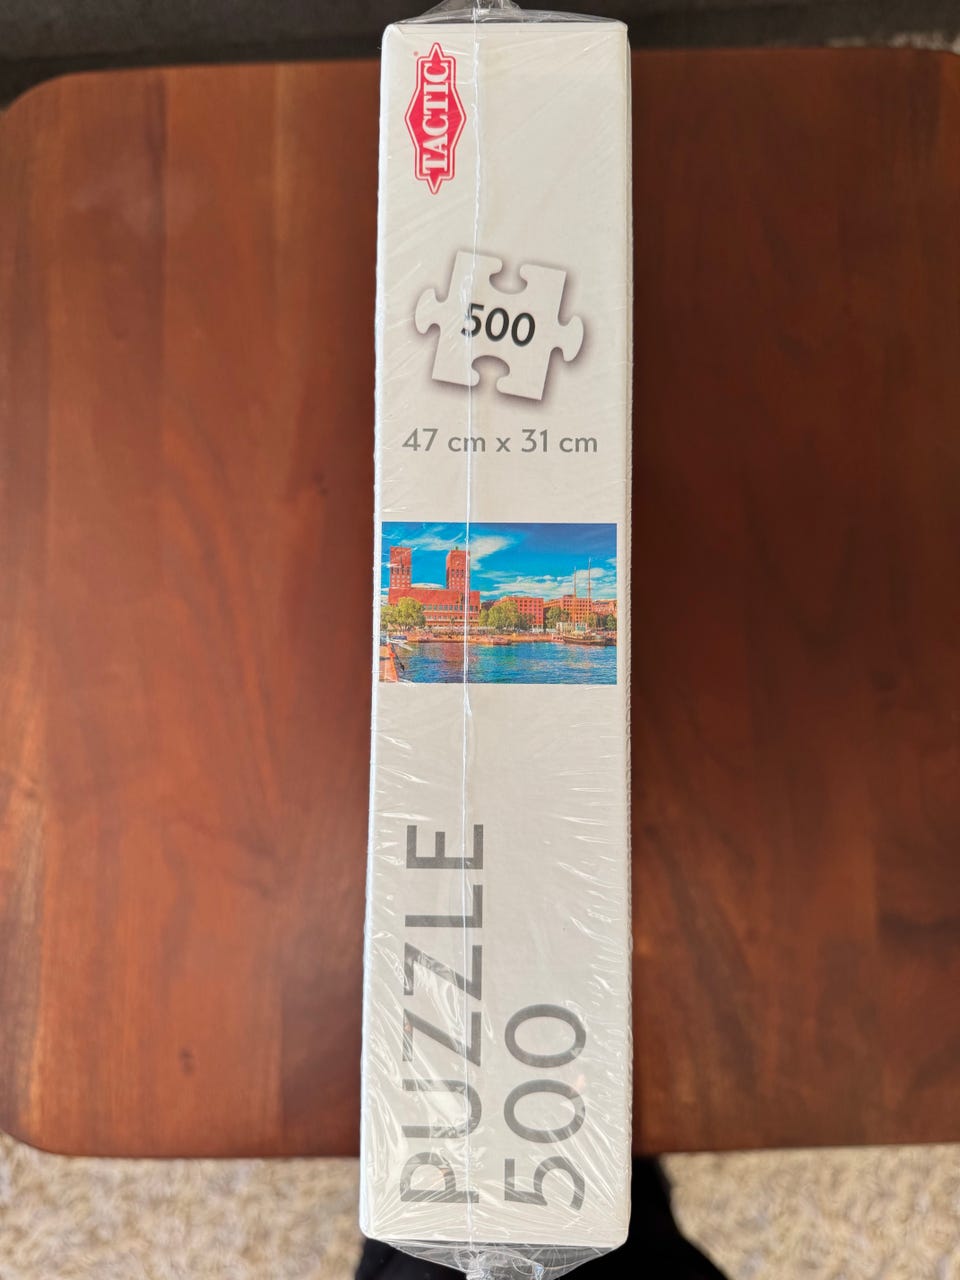 TACTIC
500
47 cm x 31 cm
PUZZLE
500